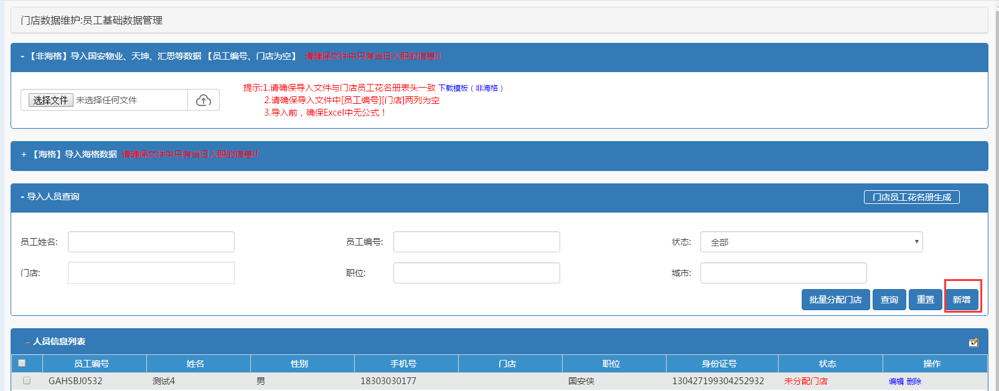 门店数据维护:员工基础数据管理
- 【非海格】导入国安物业、天坤、汇思等数据 【员工编号、门店为空】 请确保文件中只有当日入职的信息!!!
选择文件 未选择任何文件
提示:1.请确保导入文件与门店员工花名册表头一致 下载模板（非海格）
2.请确保导入文件中[员工编号][门店]两列为空
3.导入前，确保Excel中无公式！
+ 【海格】导入海格数据 请确保文件中只有当日入职的信息!!!
- 导入人员查询 门店员工花名册生成
员工姓名: 员工编号: 状态: 全部
门店: 职位: 城市:
批量分配门店 查询 重置 新增
- 人员信息列表
员工编号 姓名 性别 手机号 门店 职位 身份证号 状态 操作
GAHSBJ0532 测试4 男 18303030177 国安侠 130427199304252932 未分配门店 编辑 删除